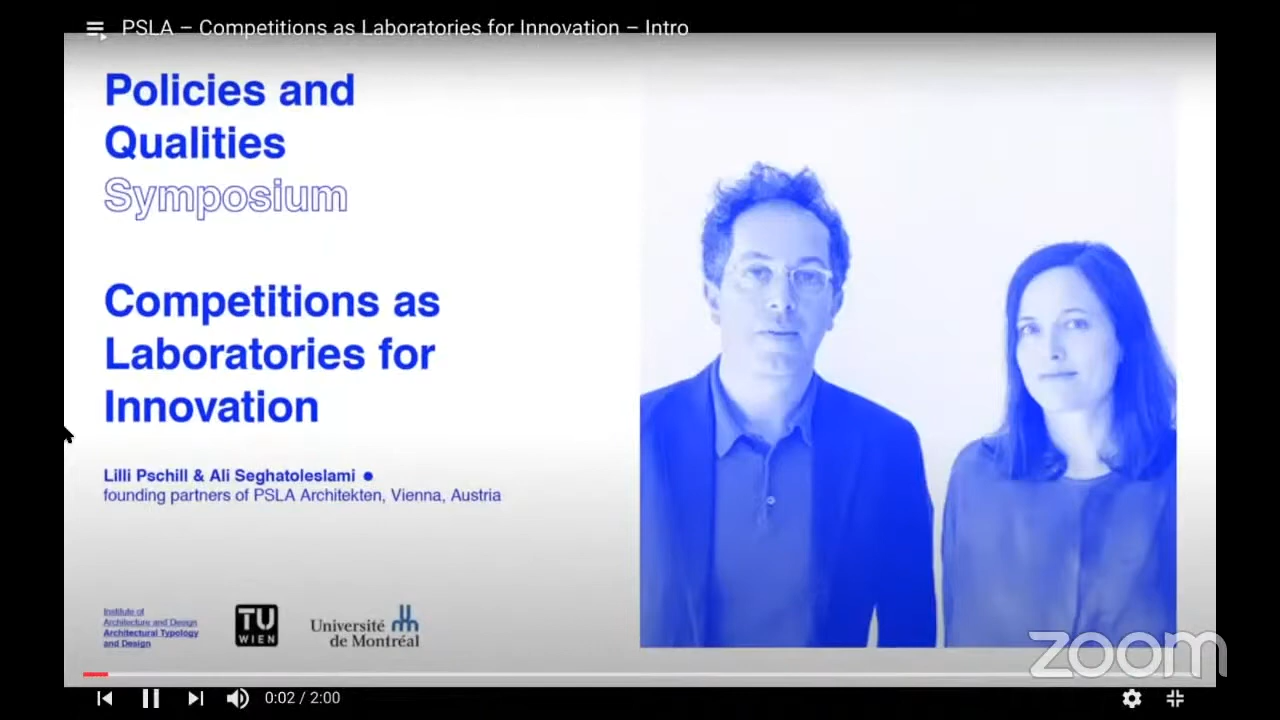 PSLA – Competitions as Laboratories for Innovation – Intro
Policies and
Qualities
Symposium
Competitions as
Laboratories for
Innovation
Lilli Pschill & Ali Seghatoleslami
founding partners of PSLA Architekten, Vienna, Austria
Institute of
Architecture and Design
Architectural Typology
and Design
TU
WIEN
Université
de Montréal
zoom
0:02 / 2:00